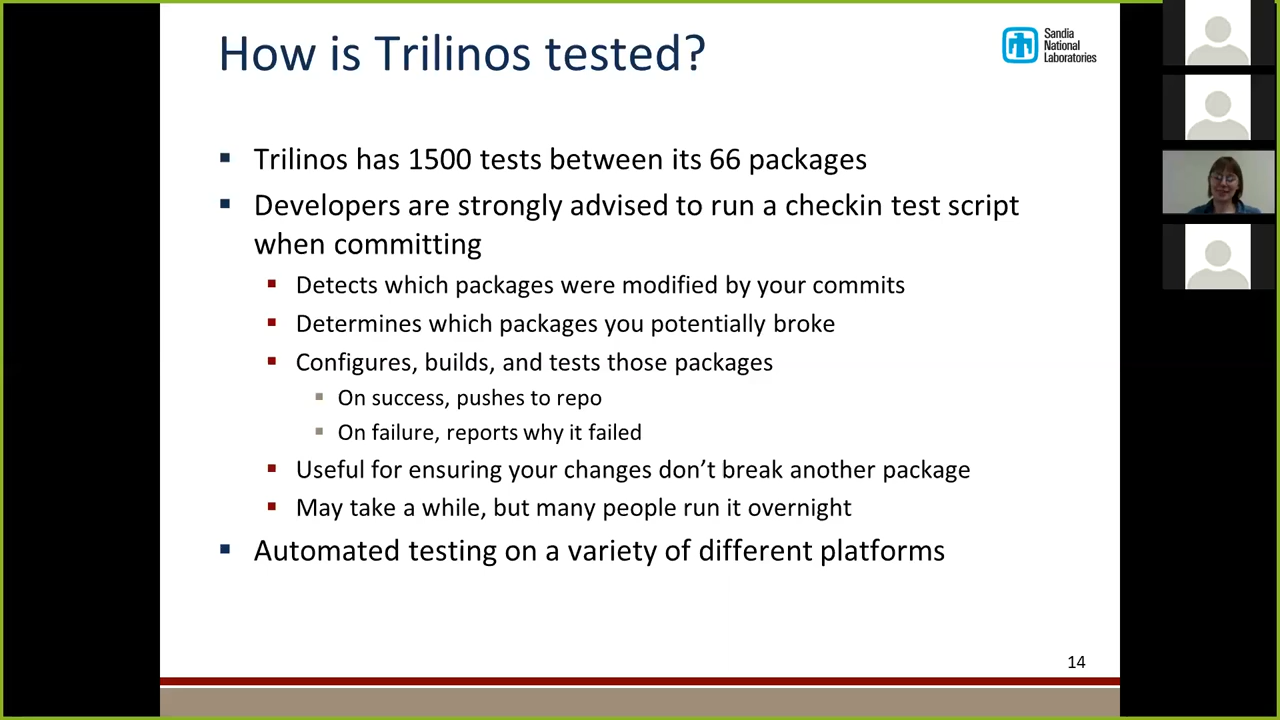 How is Trilinos tested?
Sandia
National
Laboratories
▪ Trilinos has 1500 tests between its 66 packages
▪ Developers are strongly advised to run a checkin test script
when committing
▪ Detects which packages were modified by your commits
▪ Determines which packages you potentially broke
▪ Configures, builds, and tests those packages
▪ On success, pushes to repo
▪ On failure, reports why it failed
▪ Useful for ensuring your changes don’t break another package
▪ May take a while, but many people run it overnight
▪ Automated testing on a variety of different platforms
14